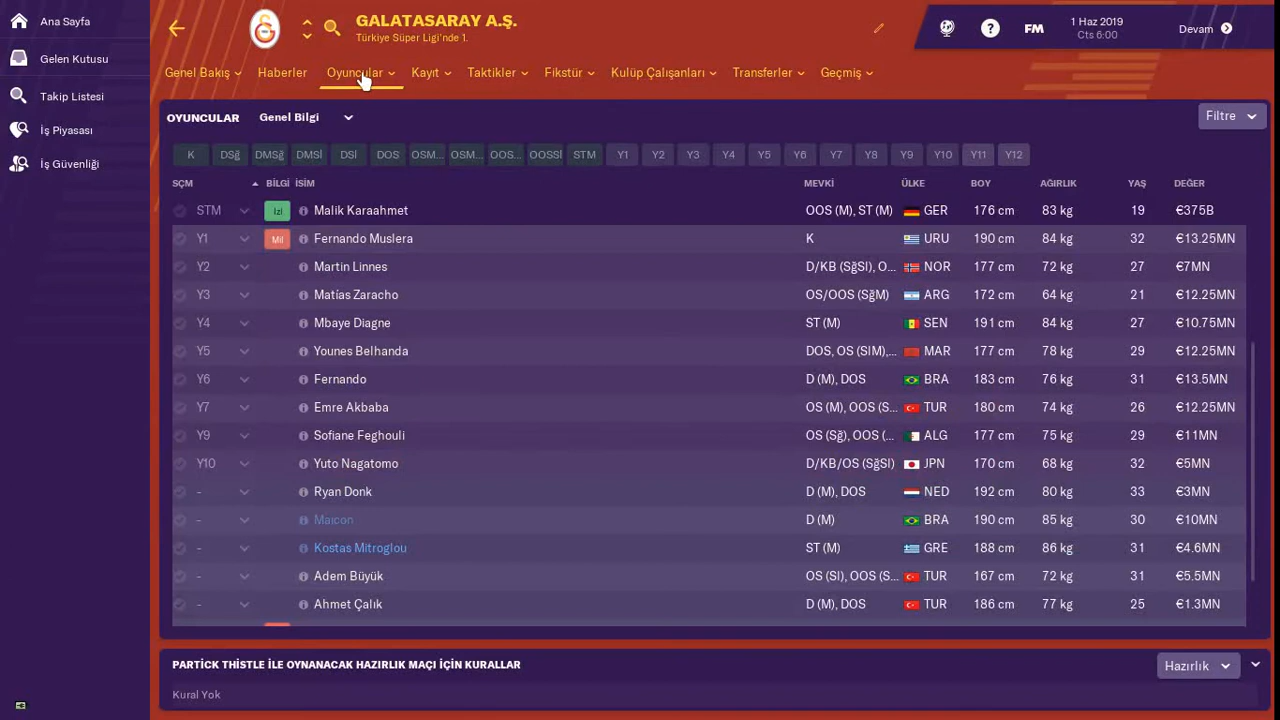 Ana Sayfa
GALATASARAY A.Ş.
Türkiye Süper Ligi'nde 1.
1 Haz 2019
Cts 6:00
FM
Devam
Gelen Kutusu
Takip Listesi
İş Piyasası
İş Güvenliği
Genel Bakış Haberler Oyuncular Kayıt Taktikler Fikstür Kulüp Çalışanları Transferler Geçmiş
OYUNCULAR Genel Bilgi Filtre
K DSğ DMSğ DMSl DSl DOS OSM... OSM... OOS... OOSSl STM Y1 Y2 Y3 Y4 Y5 Y6 Y7 Y8 Y9 Y10 Y11 Y12
SÇM BİLGİ İSİM MEVKİ ÜLKE BOY AĞIRLIK YAŞ DEĞER
STM İzi Malik Karaahmet OOS (M), ST (M) GER 176 cm 83 kg 19 €375B
Y1 Mil Fernando Muslera K URU 190 cm 84 kg 32 €13.25MN
Y2 Martin Linnes D/KB (SğSl), O... NOR 177 cm 72 kg 27 €7MN
Y3 Matías Zaracho OS/OOS (SğM) ARG 172 cm 64 kg 21 €12.25MN
Y4 Mbaye Diagne ST (M) SEN 191 cm 84 kg 27 €10.75MN
Y5 Younes Belhanda DOS, OS (SlM),... MAR 177 cm 78 kg 29 €12.25MN
Y6 Fernando D (M), DOS BRA 183 cm 76 kg 31 €13.5MN
Y7 Emre Akbaba OS (M), OOS (S... TUR 180 cm 74 kg 26 €12.25MN
Y9 Sofiane Feghouli OS (Sğ), OOS (... ALG 177 cm 75 kg 29 €11MN
Y10 Yuto Nagatomo D/KB/OS (SğSl) JPN 170 cm 68 kg 32 €5MN
- Ryan Donk D (M), DOS NED 192 cm 80 kg 33 €3MN
- Maicon D (M) BRA 190 cm 85 kg 30 €10MN
- Kostas Mitroglou ST (M) GRE 188 cm 86 kg 31 €4.6MN
- Adem Büyük OS (Sl), OOS (S... TUR 167 cm 72 kg 31 €5.5MN
- Ahmet Çalık D (M), DOS TUR 186 cm 77 kg 25 €1.3MN
PARTICK THISTLE İLE OYNANACAK HAZIRLIK MAÇI İÇİN KURALLAR
Hazırlık
Kural Yok